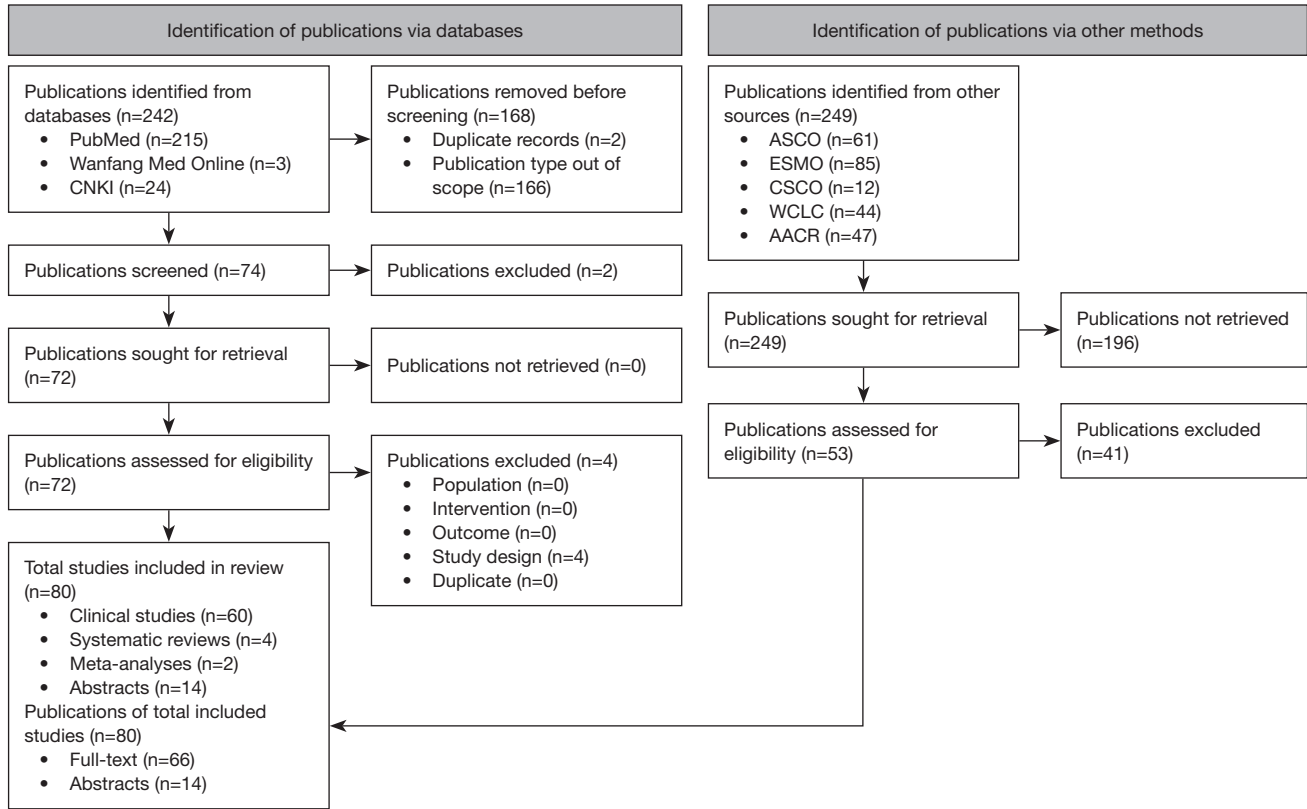 Identification of publications via databases
Identification of publications via other methods
Publications identified from
databases (n=242)
• PubMed (n=215)
• Wanfang Med Online (n=3)
• CNKI (n=24)
Publications removed before
screening (n=168)
• Duplicate records (n=2)
• Publication type out of
scope (n=166)
Publications identified from other
sources (n=249)
• ASCO (n=61)
• ESMO (n=85)
• CSCO (n=12)
• WCLC (n=44)
• AACR (n=47)
Publications screened (n=74)
Publications excluded (n=2)
Publications sought for retrieval
(n=72)
Publications not retrieved (n=0)
Publications sought for retrieval
(n=249)
Publications not retrieved
(n=196)
Publications assessed for eligibility
(n=72)
Publications excluded (n=4)
• Population (n=0)
• Intervention (n=0)
• Outcome (n=0)
• Study design (n=4)
• Duplicate (n=0)
Publications assessed for
eligibility (n=53)
Publications excluded
(n=41)
Total studies included in review
(n=80)
• Clinical studies (n=60)
• Systematic reviews (n=4)
• Meta-analyses (n=2)
• Abstracts (n=14)
Publications of total included
studies (n=80)
• Full-text (n=66)
• Abstracts (n=14)